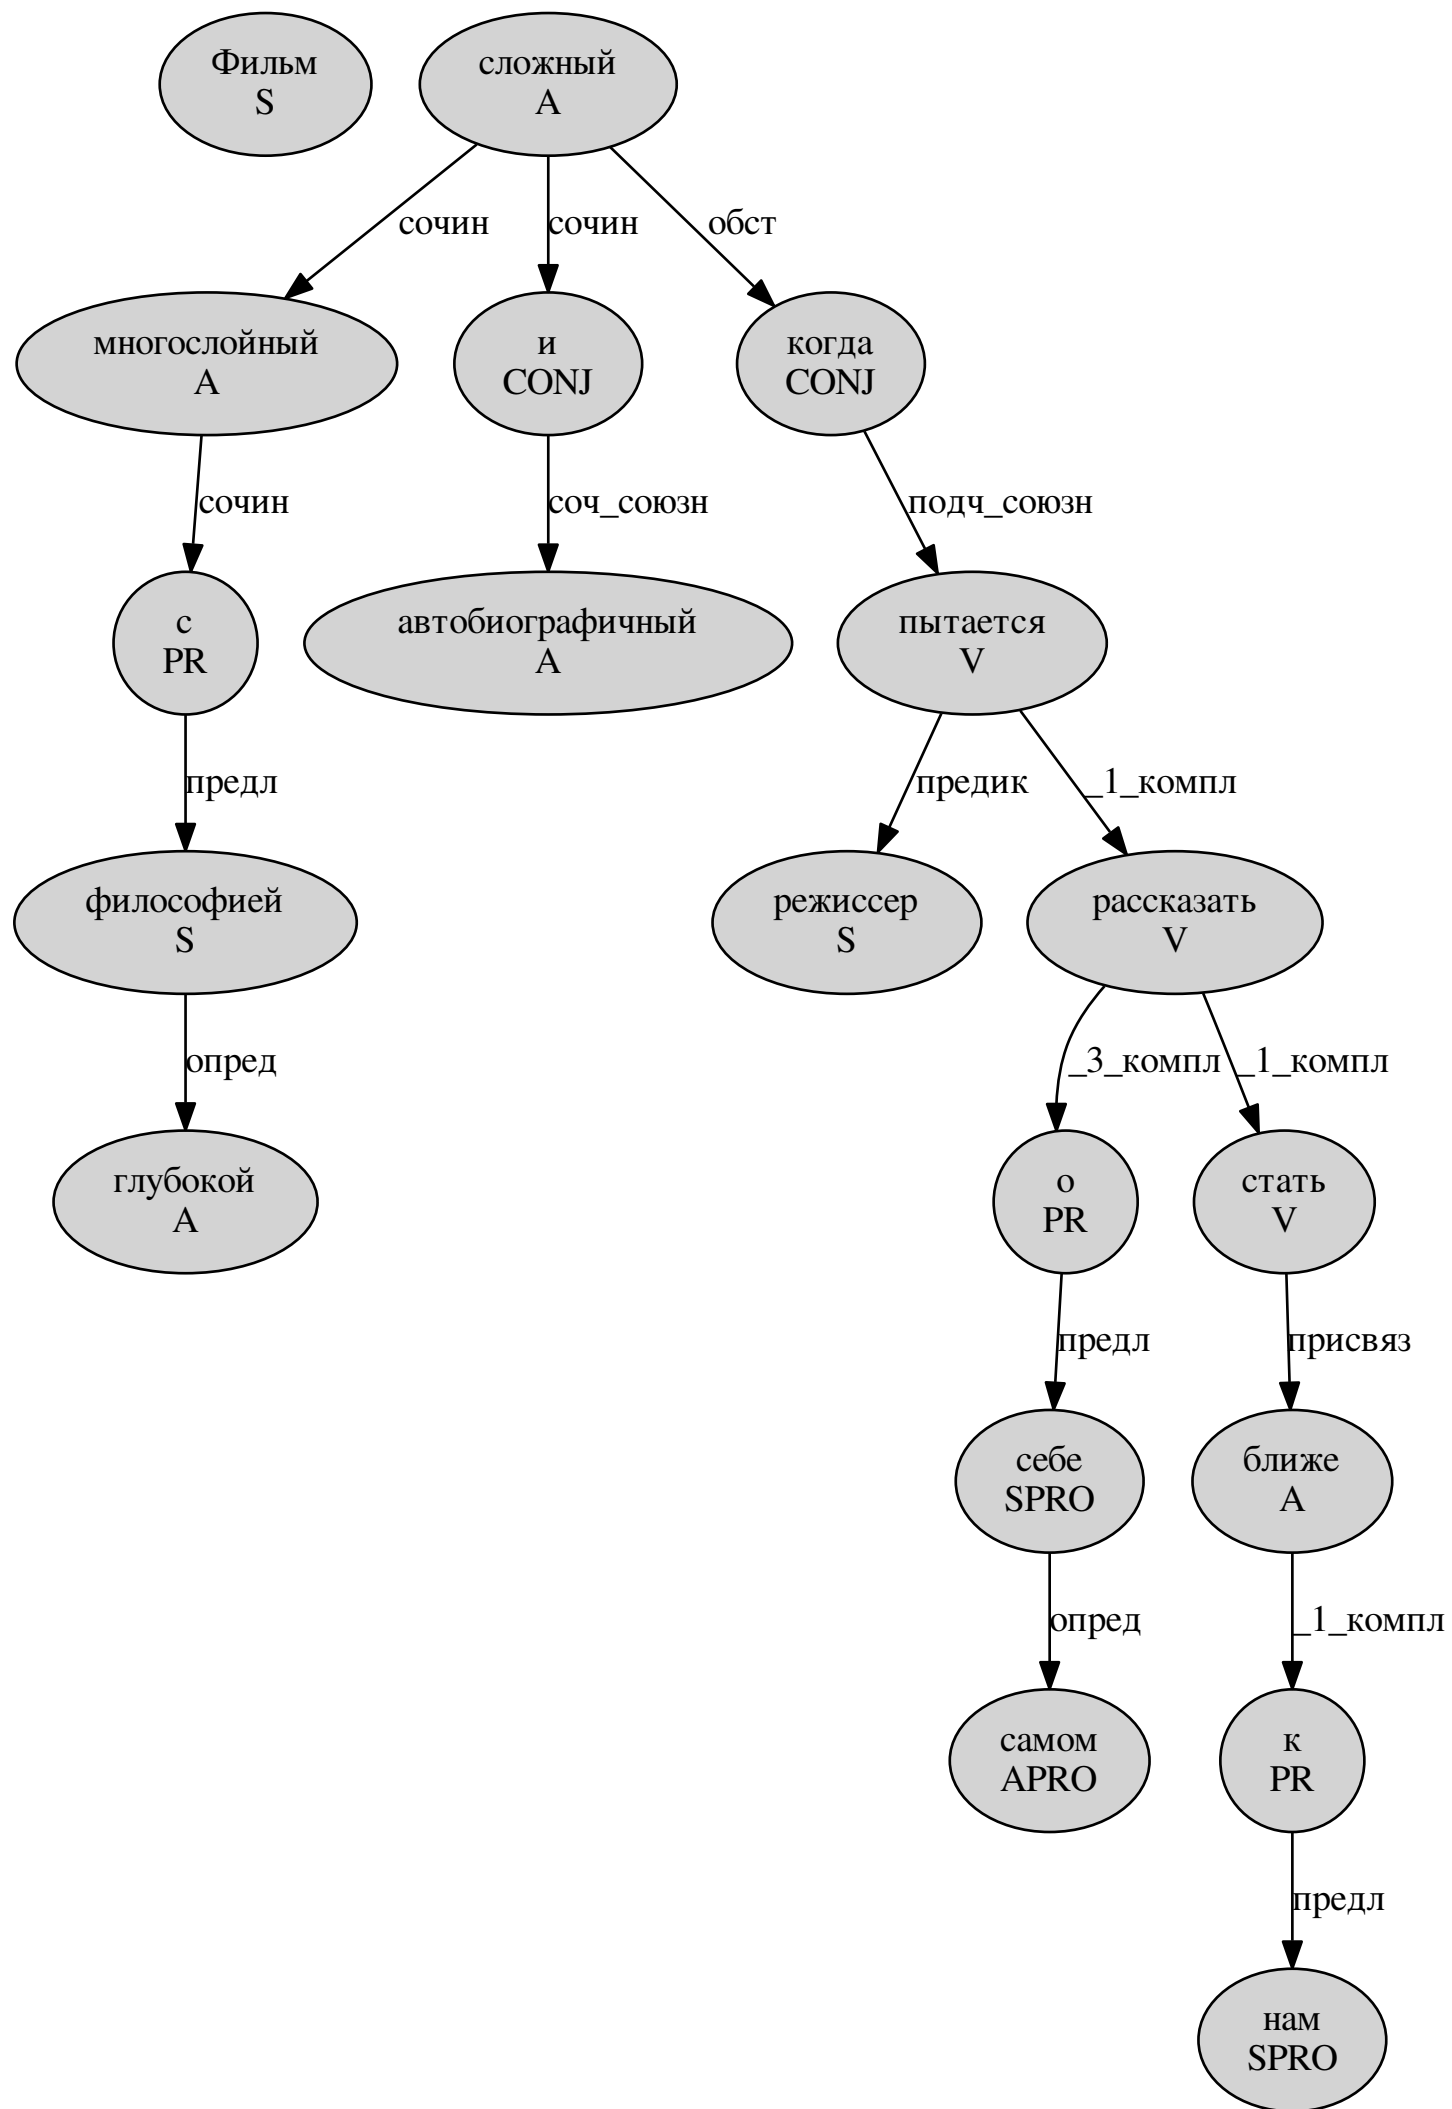 Фильм
S
сложный
A
сочин
сочин
обст
многослойный
A
и
CONJ
когда
CONJ
сочин
соч_союзн
подч_союзн
с
PR
автобиографичный
A
пытается
V
предл
предик
_1_компл
философией
S
режиссер
S
рассказать
V
опред
_3_компл
_1_компл
глубокой
A
о
PR
стать
V
предл
присвяз
себе
SPRO
ближе
A
опред
_1_компл
самом
APRO
к
PR
предл
нам
SPRO